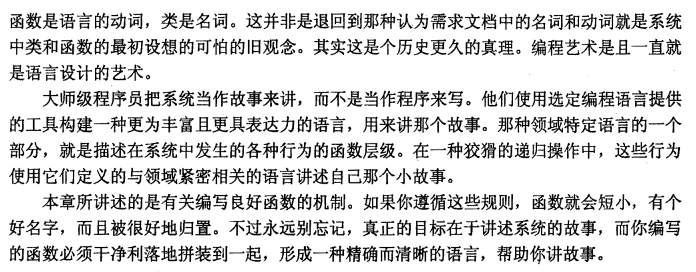 函数是语言的动词，类是名词。这并非是退回到那种认为需求文档中的名词和动词就是系统
中类和函数的最初设想的可怕的旧观念。其实这是个历史更久的真理。编程艺术是且一直就
是语言设计的艺术。
大师级程序员把系统当作故事来讲，而不是当作程序来写。他们使用选定编程语言提供
的工具构建一种更为丰富且更具表达力的语言，用来讲那个故事。那种领域特定语言的一个
部分，就是描述在系统中发生的各种行为的函数层级。在一种狡猾的递归操作中，这些行为
使用它们定义的与领域紧密相关的语言讲述自己那个小故事。
本章所讲述的是有关编写良好函数的机制。如果你遵循这些规则，函数就会短小，有个
好名字，而且被很好地归置。不过永远别忘记，真正的目标在于讲述系统的故事，而你编写
的函数必须干净利落地拼装到一起，形成一种精确而清晰的语言，帮助你讲故事。